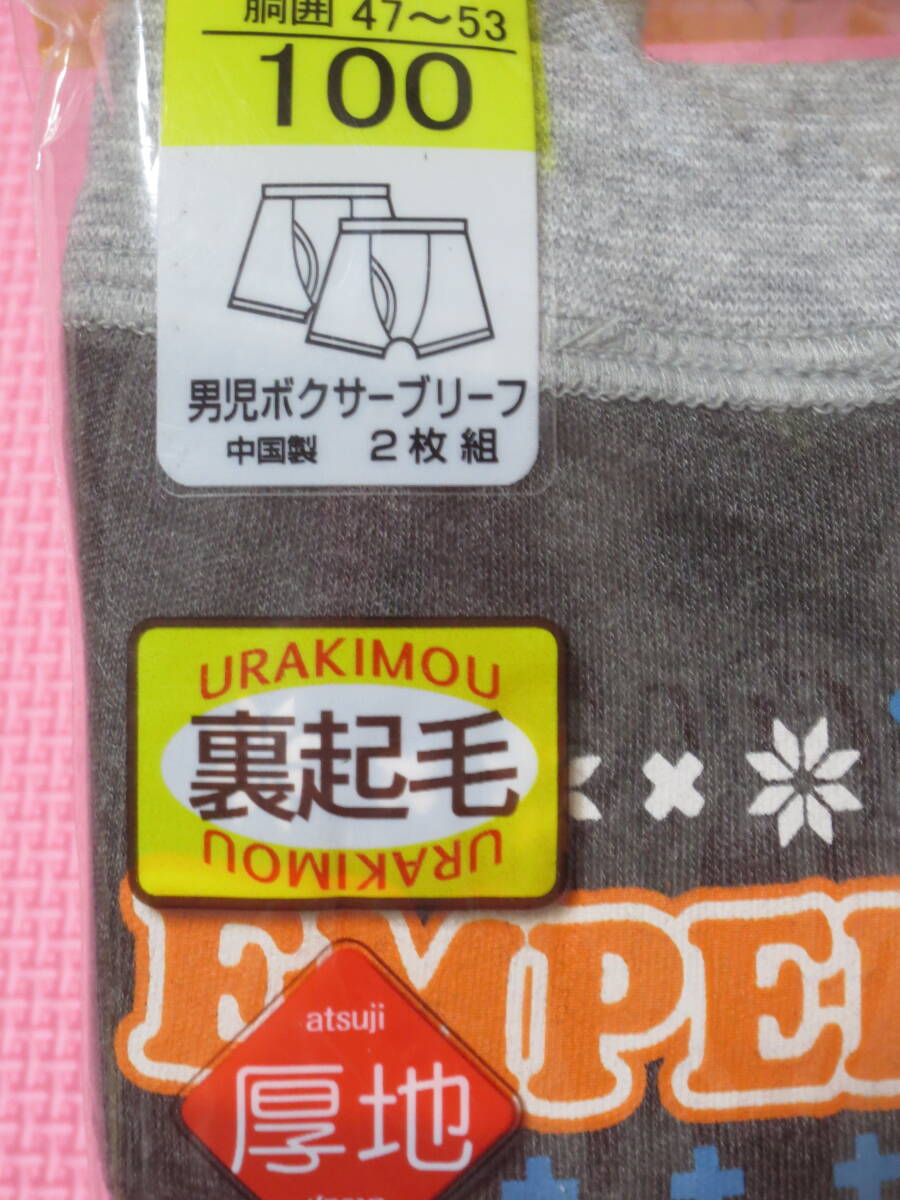 胴囲 47～53
100
男児ボクサーブリーフ
中国製 2枚組
URAKIMOU
裏起毛
URAKIMOU
EMPE
atsuji
厚地